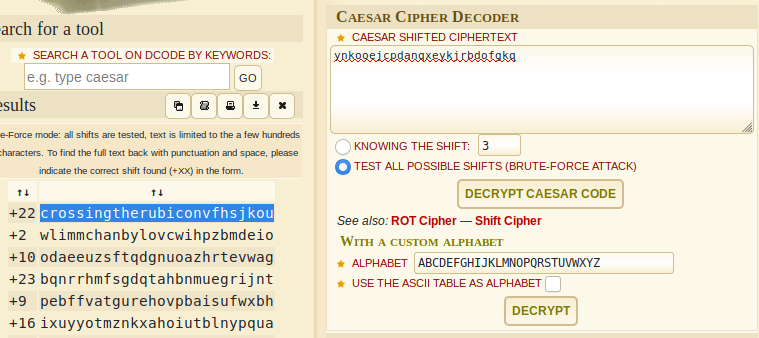 arch for a tool
SEARCH A TOOL ON DCODE BY KEYWORDS:
e.g. type caesar
GO
esults
e-Force mode: all shifts are tested, text is limited to the a few hundreds
characters. To find the full text back with punctuation and space, please
indicate the correct shift found (+XX) in the form.
↑↓ ↑↓
+22 crossingtherubiconvfhsjkou
+2 wlimmchanbylovcwihpzbmdeio
+10 odaeeuzsftqdgnuoazhrtevwag
+23 bqnrrhmfsgdqtahbnmuegrijnt
+9 pebffvatgurehovpbaisufwxbh
+16 ixuyyotmznkxahoiutblnypqua
CAESAR CIPHER DECODER
CAESAR SHIFTED CIPHERTEXT
ynkooejcpdanqxeykjrbdofgkq
KNOWING THE SHIFT: 3
TEST ALL POSSIBLE SHIFTS (BRUTE-FORCE ATTACK)
DECRYPT CAESAR CODE
See also: ROT Cipher — Shift Cipher
WITH A CUSTOM ALPHABET
ALPHABET ABCDEFGHIJKLMNOPQRSTUVWXYZ
USE THE ASCII TABLE AS ALPHABET
DECRYPT